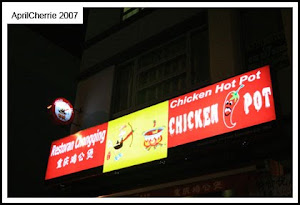 AprilCherrie 2007
Restoran Chongqing
重庆鸡公煲
Chicken Hot Pot
CHICKEN POT